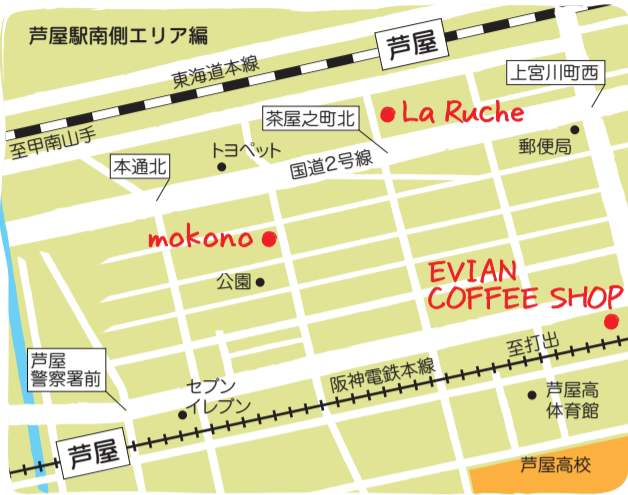 芦屋駅南側エリア編
芦屋
東海道本線
上宮川町西
La Ruche
茶屋之町北
至甲南山手
トヨペット
郵便局
本通北
国道2号線
mokono
EVIAN
COFFEE SHOP
公園
至打出
芦屋
警察署前
阪神電鉄本線
セブン
イレブン
芦屋高
体育館
芦屋
芦屋高校